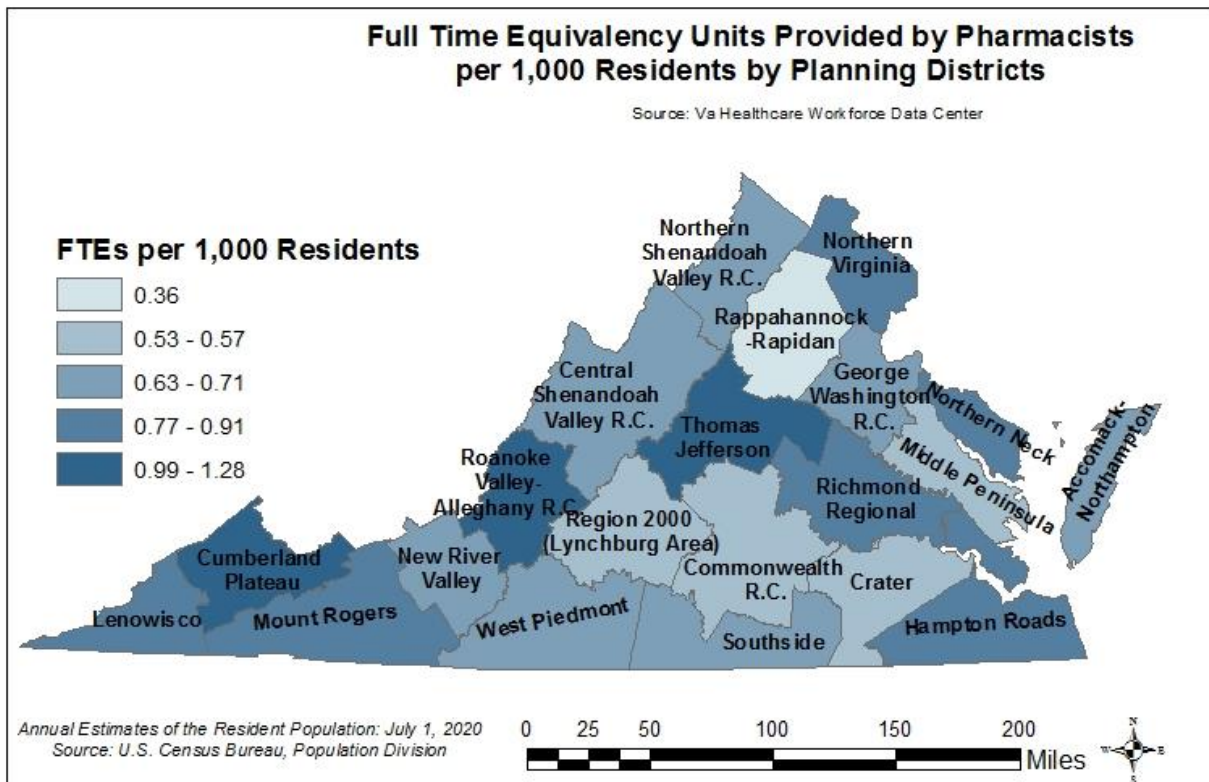 Full Time Equivalency Units Provided by Pharmacists
per 1,000 Residents by Planning Districts
Source: Va Healthcare Workforce Data Center
FTEs per 1,000 Residents
0.36
0.53 - 0.57
0.63 - 0.71
0.77 - 0.91
0.99 - 1.28
Northern
Shenandoah
Valley R.C.
Northern
Virginia
Rappahannock
-Rapidan
Central
Shenandoah
Valley R.C.
George
Washington
R.C.
Northern Neck
Accomack-
Northampton
Thomas
Jefferson
Middle Peninsula
Roanoke
Valley-
Alleghany R.C.
Richmond
Regional
Region 2000
(Lynchburg Area)
Cumberland
Plateau
New River
Valley
Commonwealth
R.C.
Crater
Lenowisco
Mount Rogers
West Piedmont
Southside
Hampton Roads
Annual Estimates of the Resident Population: July 1, 2020
Source: U.S. Census Bureau, Population Division
0 25 50 100 150 200
Miles
N
W E
S